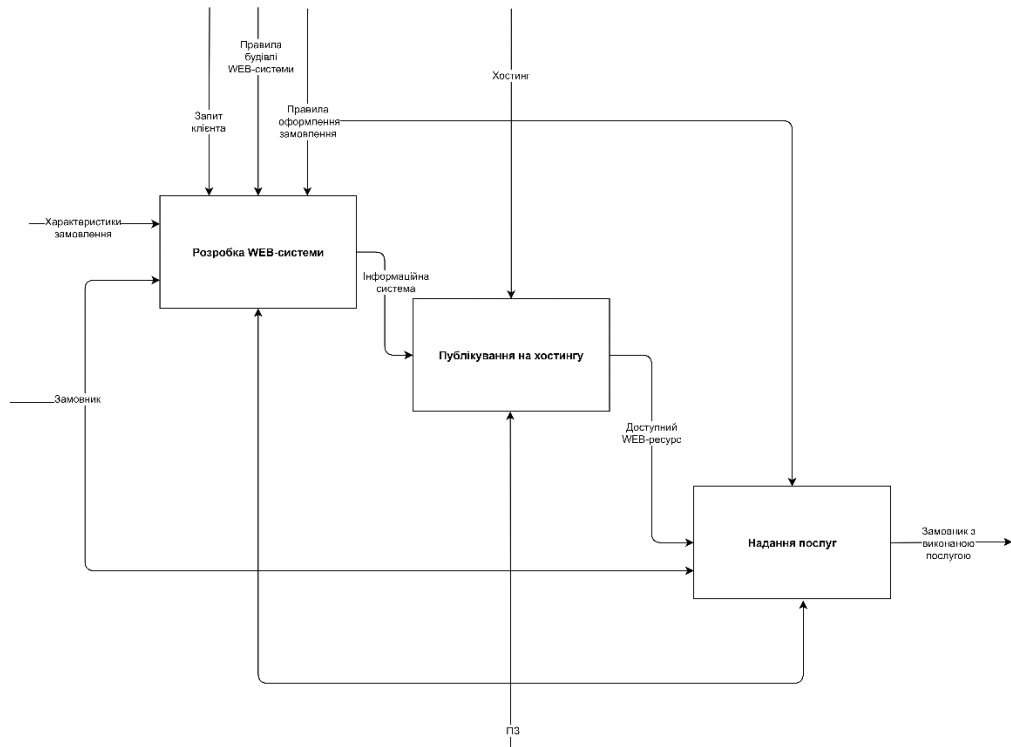 Правила
будівлі
WEB-системи
Хостинг
Запит
клієнта
Правила
оформлення
замовлення
Характеристики
замовлення
Розробка WEB-системи
Інформаційна
система
Публікування на хостингу
Замовник
Доступний
WEB-ресурс
Надання послуг
Замовник з
виконаною
послугою
ПЗ